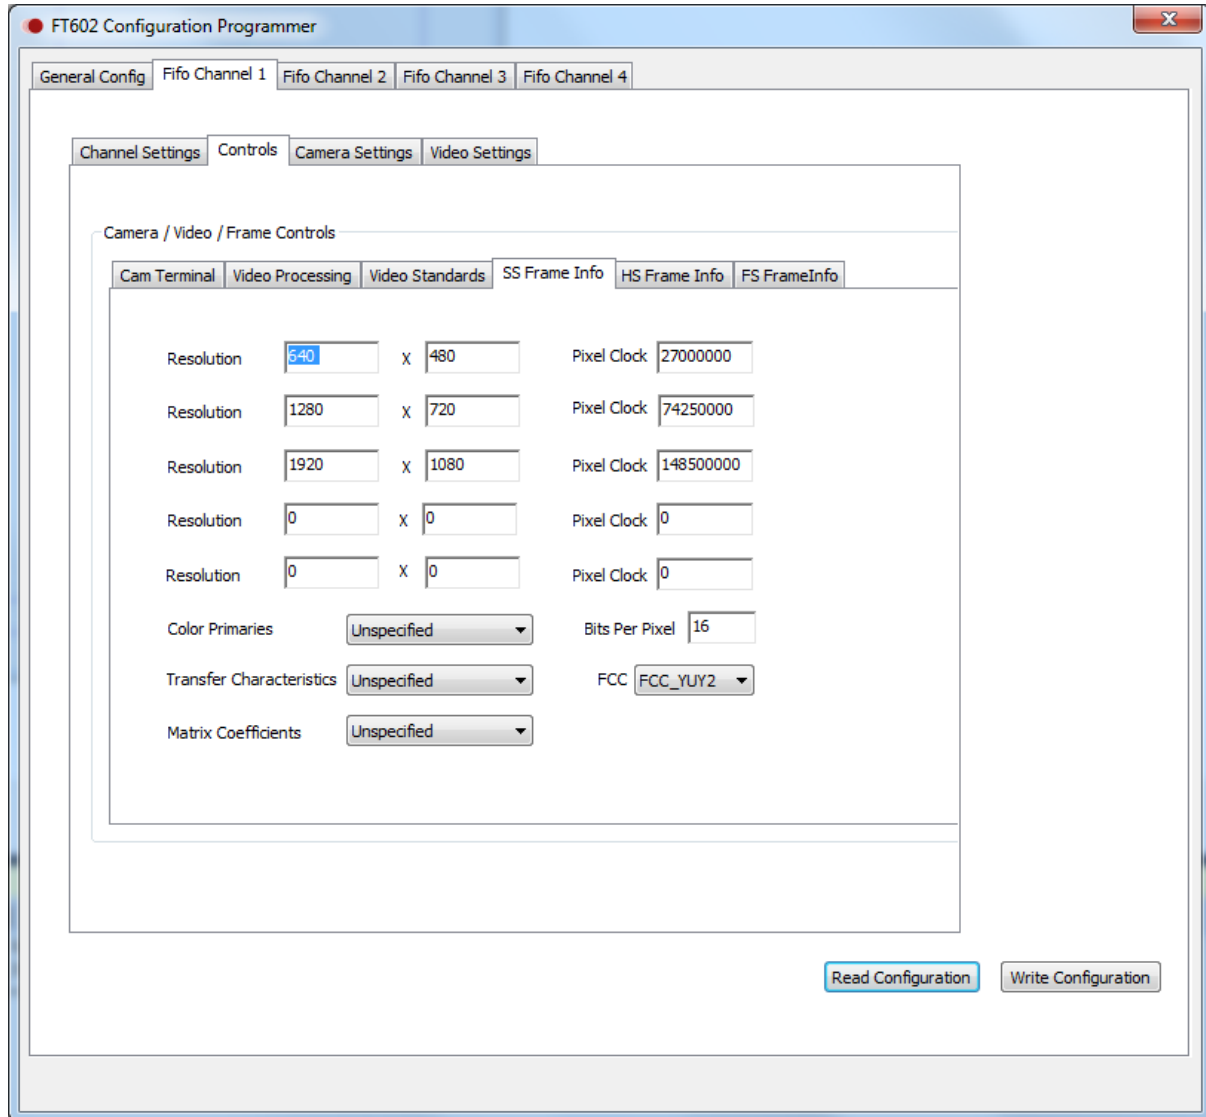 FT602 Configuration Programmer x
General Config Fifo Channel 1 Fifo Channel 2 Fifo Channel 3 Fifo Channel 4
Channel Settings Controls Camera Settings Video Settings
Camera / Video / Frame Controls
Cam Terminal Video Processing Video Standards SS Frame Info HS Frame Info FS FrameInfo
Resolution 640 X 480 Pixel Clock 27000000
Resolution 1280 X 720 Pixel Clock 74250000
Resolution 1920 X 1080 Pixel Clock 148500000
Resolution 0 X 0 Pixel Clock 0
Resolution 0 X 0 Pixel Clock 0
Color Primaries Unspecified Bits Per Pixel 16
Transfer Characteristics Unspecified FCC FCC_YUY2
Matrix Coefficients Unspecified
Read Configuration Write Configuration